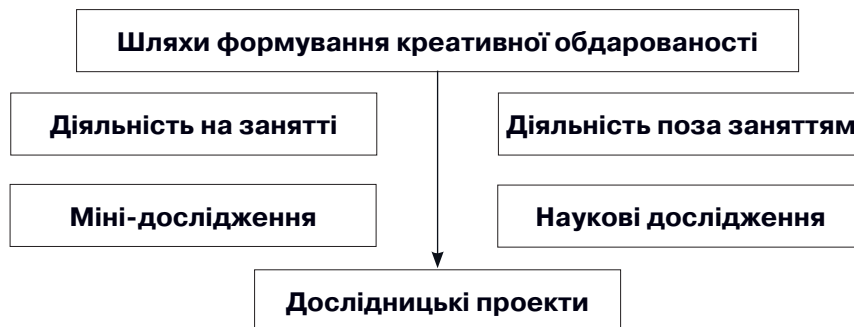 Шляхи формування креативної обдарованості
Діяльність на занятті
Діяльність поза заняттям
Міні-дослідження
Наукові дослідження
Дослідницькі проекти